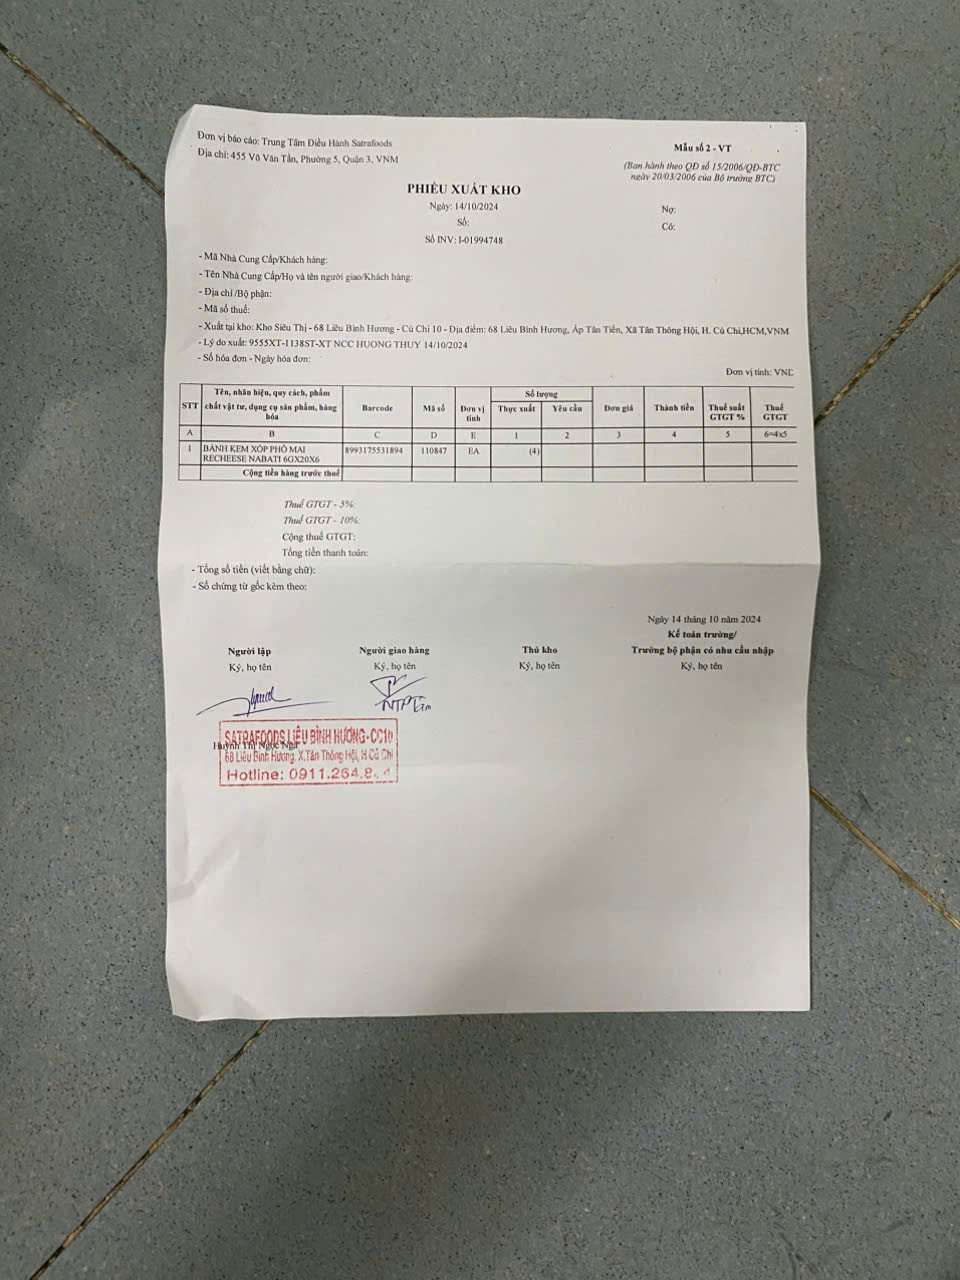 Đơn vị báo cáo: Trung Tâm Điều Hành Satrafoods
Địa chỉ: 455 Võ Văn Tần, Phường 5, Quận 3, VNM
Mẫu số 2 - VT
(Ban hành theo QĐ số 15/2006/QĐ-BTC
ngày 20/03/2006 của Bộ trưởng BTC)
PHIẾU XUẤT KHO
Ngày: 14/10/2024
Số:
Số INV: I-01994748
Nợ:
Có:
- Mã Nhà Cung Cấp/Khách hàng:
- Tên Nhà Cung Cấp/Họ và tên người giao/Khách hàng:
- Địa chỉ /Bộ phận:
- Mã số thuế:
- Xuất tại kho: Kho Siêu Thị - 68 Liêu Bình Hương - Củ Chi 10 - Địa điểm: 68 Liêu Bình Hương, Ấp Tân Tiến, Xã Tân Thông Hội, H. Củ Chi,HCM,VNM
- Lý do xuất: 9555XT-1138ST-XT NCC HUONG THUY 14/10/2024
- Số hóa đơn - Ngày hóa đơn:
Đơn vị tính: VNĐ
STT Tên, nhãn hiệu, quy cách, phẩm chất vật tư, dụng cụ sản phẩm, hàng hóa Barcode Mã số Đơn vị tính Số lượng Thực xuất Yêu cầu Đơn giá Thành tiền Thuế suất GTGT % Thuế GTGT
A B C D E 1 2 3 4 5 6=4x5
1 BÁNH KEM XỐP PHÔ MAI RECHEESE NABATI 6GX20X6 8993175531894 110847 EA (4)
Cộng tiền hàng trước thuế
Thuế GTGT - 5%:
Thuế GTGT - 10%:
Cộng thuế GTGT:
Tổng tiền thanh toán:
- Tổng số tiền (viết bằng chữ):
- Số chứng từ gốc kèm theo:
Ngày 14 tháng 10 năm 2024
Người lập Người giao hàng Thủ kho Kế toán trưởng/ Trưởng bộ phận có nhu cầu nhập
Ký, họ tên Ký, họ tên Ký, họ tên Ký, họ tên
SATRAFOODS LIÊU BÌNH HƯƠNG-CC10
Huỳnh Thị Ngọc Ngà
68 Liêu Bình Hương, X.Tân Thông Hội, H.Củ Chi
Hotline: 0911.264.8